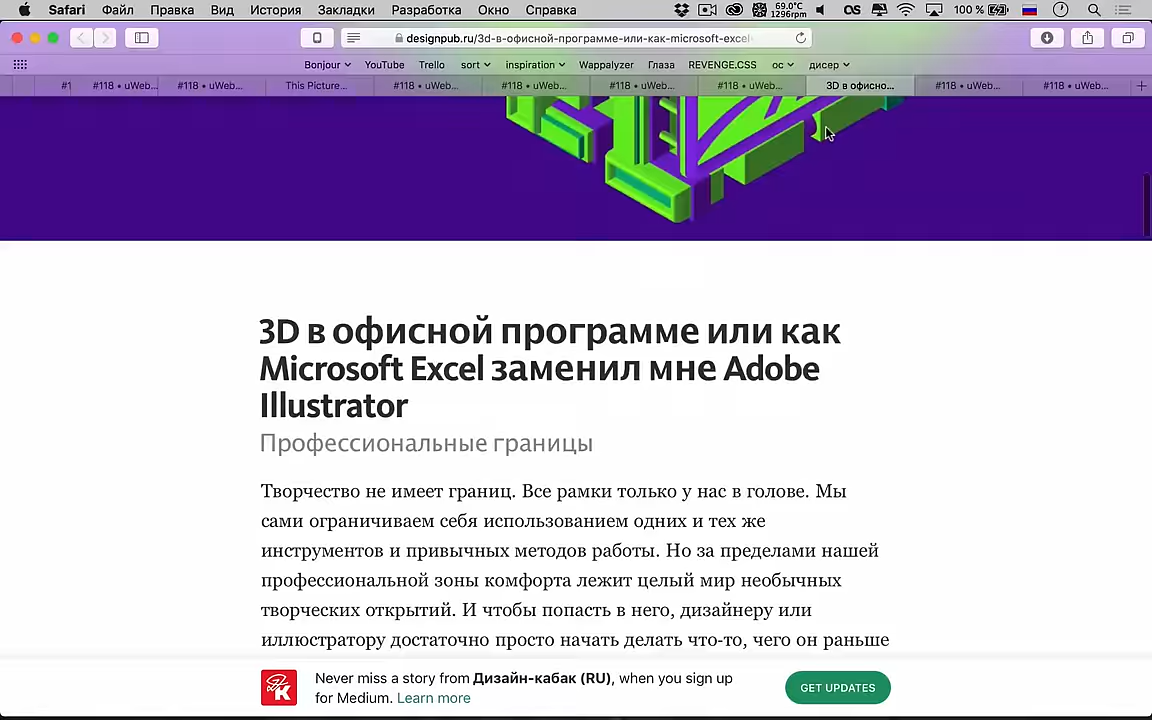 Safari Файл Правка Вид История Закладки Разработка Окно Справка 69.0°C 1296rpm 100 %
designpub.ru/3d-в-офисной-программе-или-как-microsoft-excel-
Bonjour YouTube Trello sort inspiration Wappalyzer Глаза REVENGE.CSS ос дисер
#1 #118 • uWeb... #118 • uWeb... This Picture... #118 • uWeb... #118 • uWeb... #118 • uWeb... #118 • uWeb... 3D в офисно... #118 • uWeb... #118 • uWeb...
3D в офисной программе или как
Microsoft Excel заменил мне Adobe
Illustrator
Профессиональные границы
Творчество не имеет границ. Все рамки только у нас в голове. Мы
сами ограничиваем себя использованием одних и тех же
инструментов и привычных методов работы. Но за пределами нашей
профессиональной зоны комфорта лежит целый мир необычных
творческих открытий. И чтобы попасть в него, дизайнеру или
иллюстратору достаточно просто начать делать что-то, чего он раньше
Never miss a story from Дизайн-кабак (RU), when you sign up
for Medium. Learn more
GET UPDATES